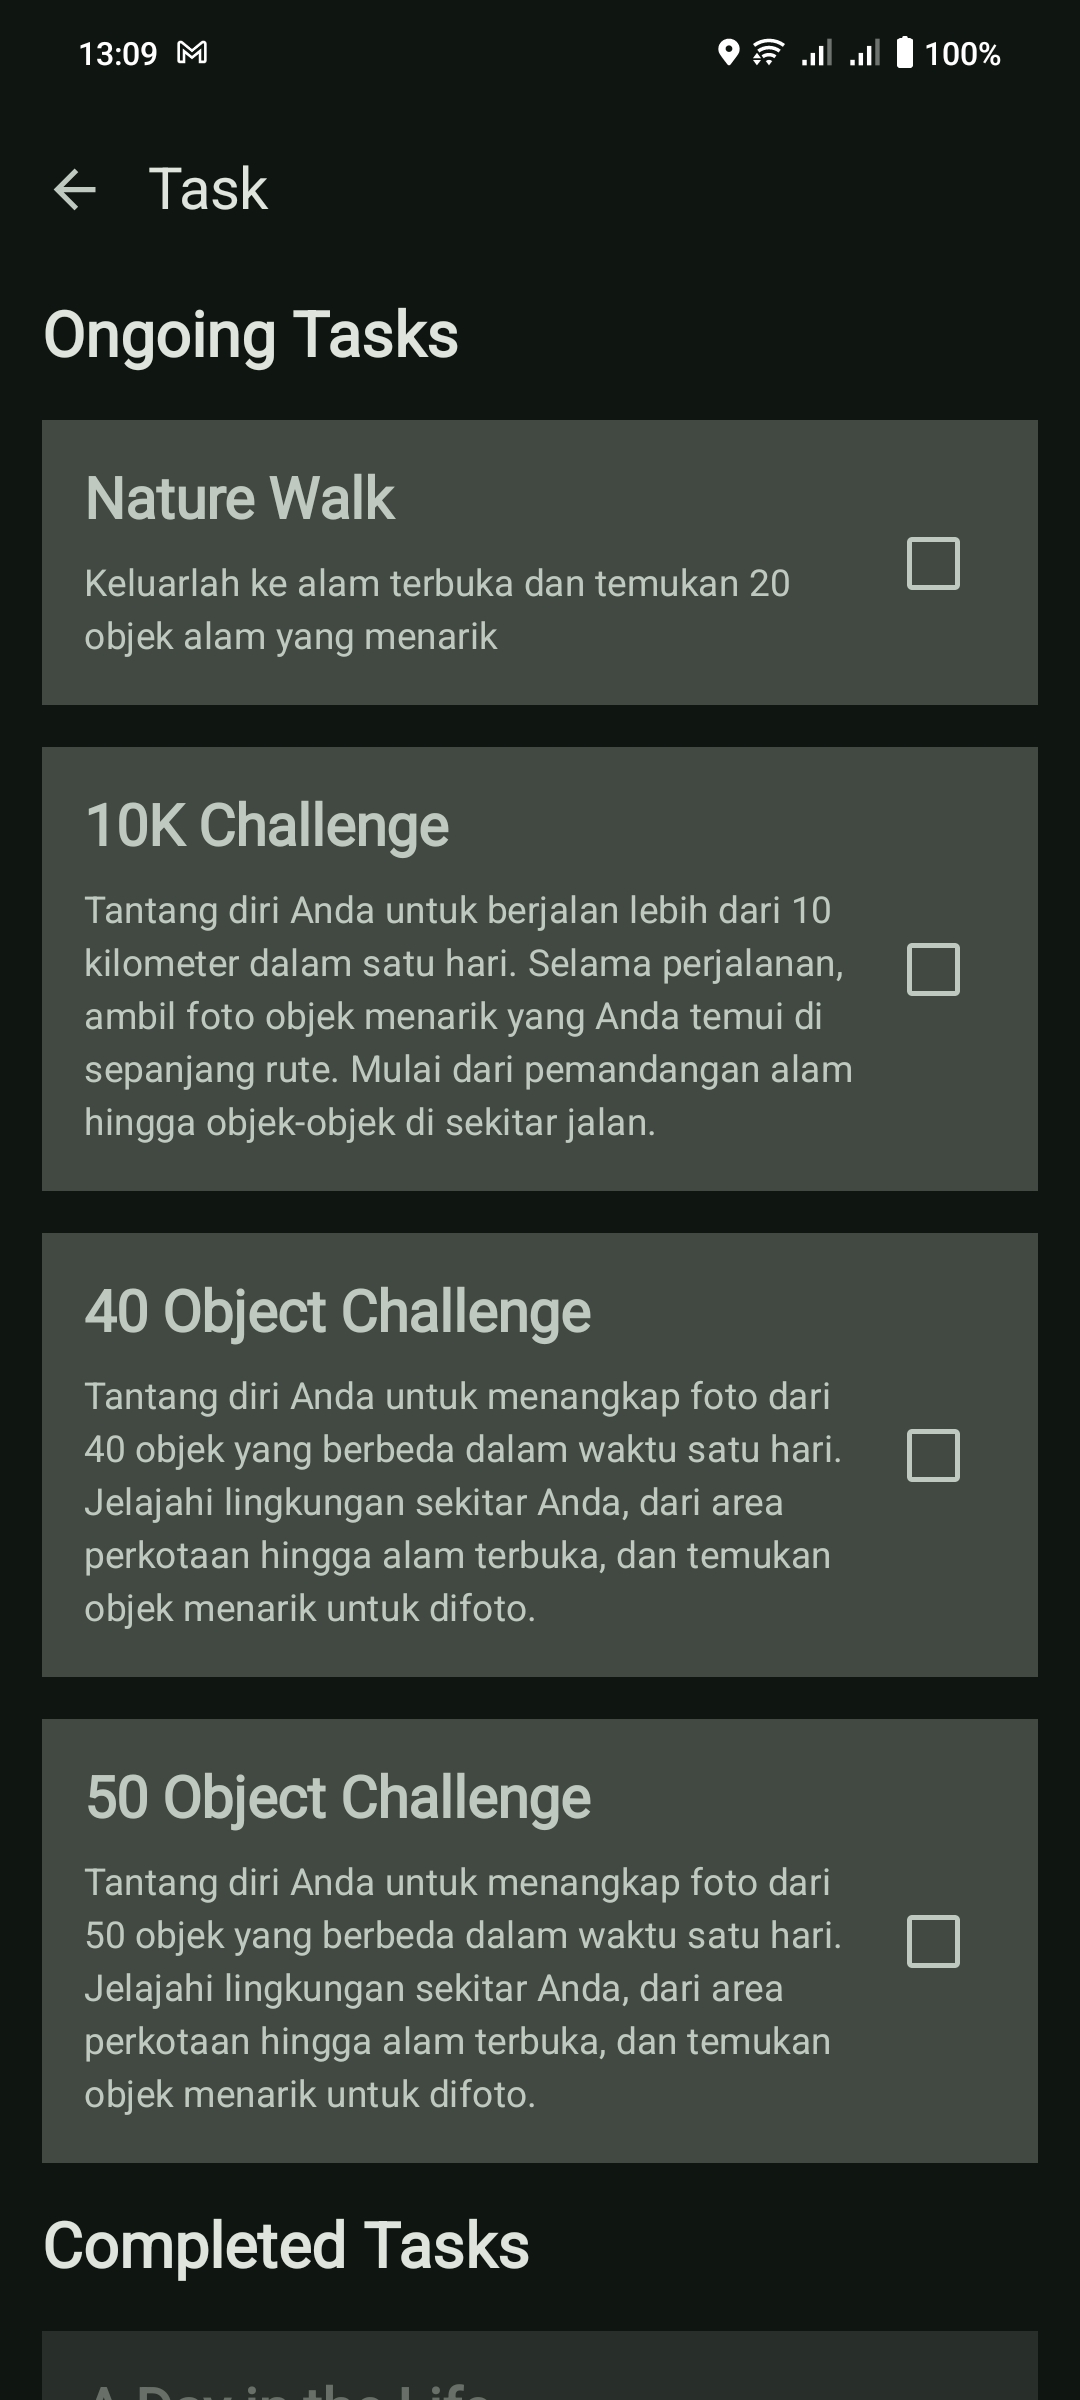 13:09
100%
Task
Ongoing Tasks
Nature Walk
Keluarlah ke alam terbuka dan temukan 20
objek alam yang menarik
10K Challenge
Tantang diri Anda untuk berjalan lebih dari 10
kilometer dalam satu hari. Selama perjalanan,
ambil foto objek menarik yang Anda temui di
sepanjang rute. Mulai dari pemandangan alam
hingga objek-objek di sekitar jalan.
40 Object Challenge
Tantang diri Anda untuk menangkap foto dari
40 objek yang berbeda dalam waktu satu hari.
Jelajahi lingkungan sekitar Anda, dari area
perkotaan hingga alam terbuka, dan temukan
objek menarik untuk difoto.
50 Object Challenge
Tantang diri Anda untuk menangkap foto dari
50 objek yang berbeda dalam waktu satu hari.
Jelajahi lingkungan sekitar Anda, dari area
perkotaan hingga alam terbuka, dan temukan
objek menarik untuk difoto.
Completed Tasks
A Day in the Life